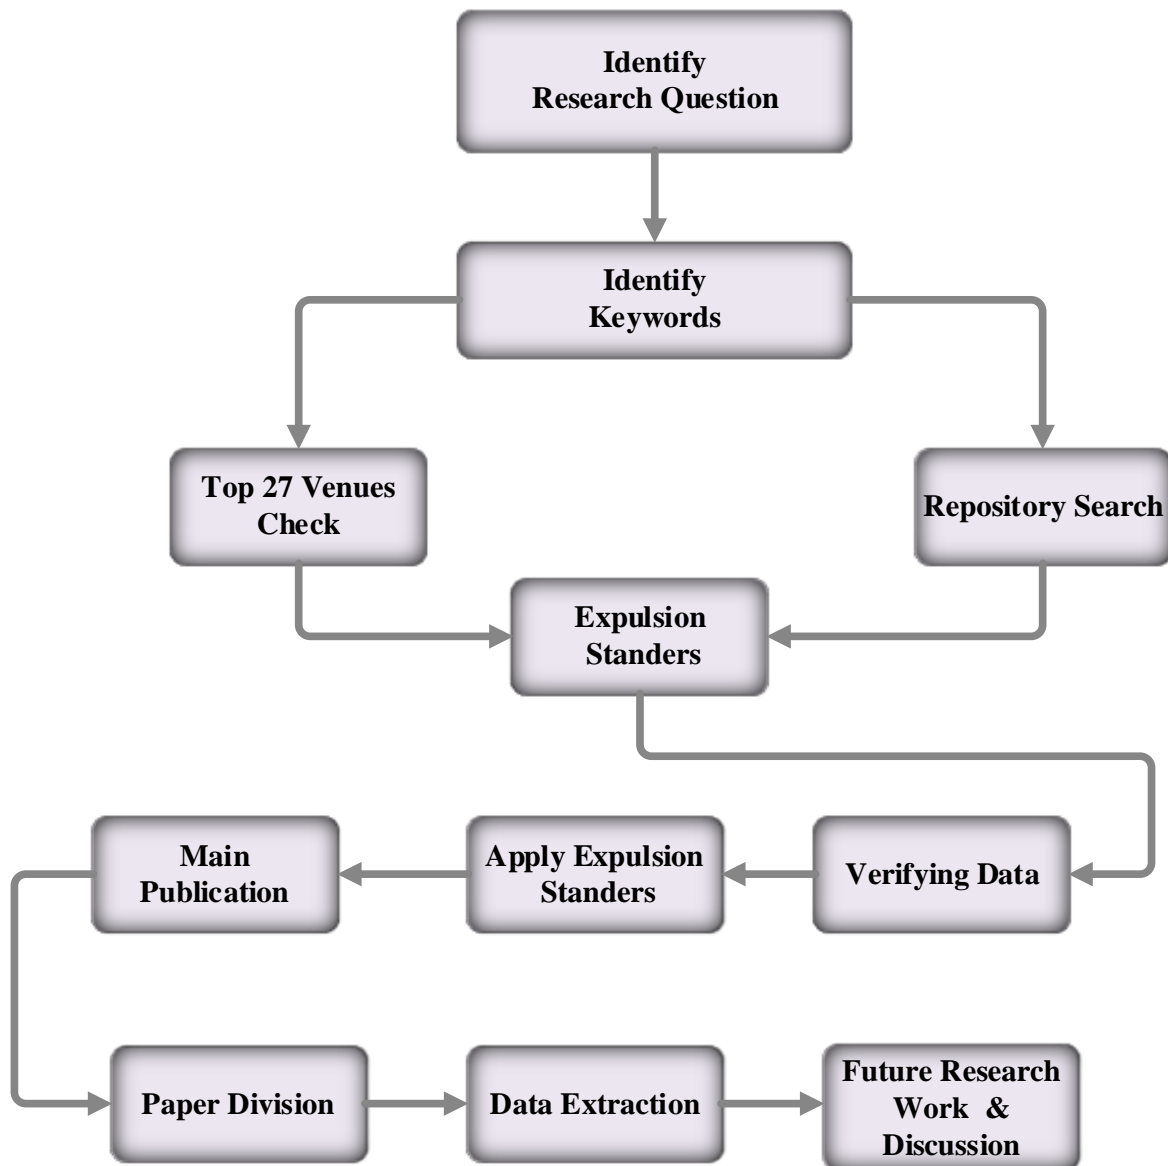 Identify
Research Question
Identify
Keywords
Top 27 Venues
Check
Repository Search
Expulsion
Standers
Verifying Data
Apply Expulsion
Standers
Main
Publication
Paper Division
Data Extraction
Future Research
Work &
Discussion